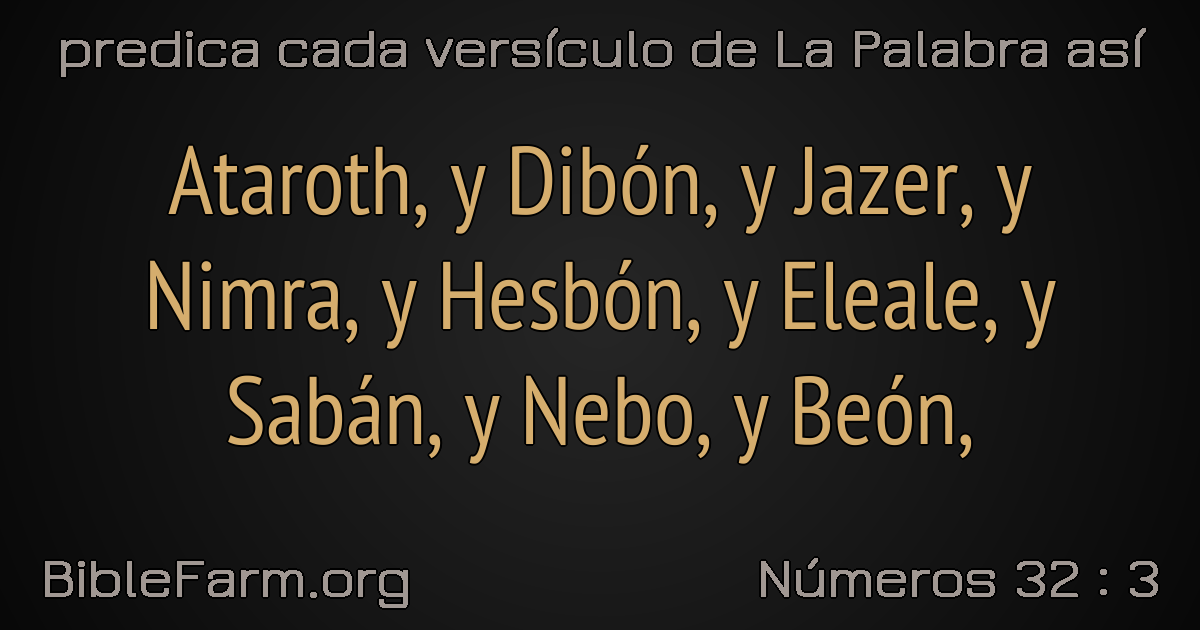 predica cada versículo de La Palabra así
Ataroth, y Dibón, y Jazer, y
Nimra, y Hesbón, y Eleale, y
Sabán, y Nebo, y Beón,
BibleFarm.org
Números 32 : 3